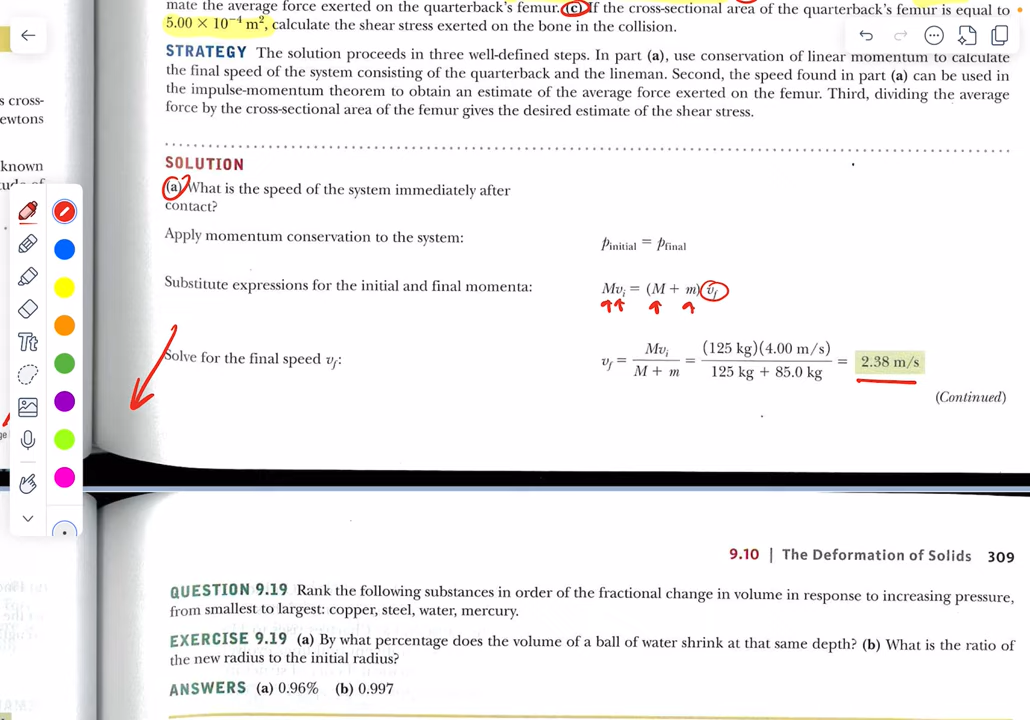 mate the average force exerted on the quarterback's femur. (c) If the cross-sectional area of the quarterback's femur is equal to
5.00 × 10⁻⁴ m², calculate the shear stress exerted on the bone in the collision.
STRATEGY The solution proceeds in three well-defined steps. In part (a), use conservation of linear momentum to calculate
the final speed of the system consisting of the quarterback and the lineman. Second, the speed found in part (a) can be used in
the impulse-momentum theorem to obtain an estimate of the average force exerted on the femur. Third, dividing the average
force by the cross-sectional area of the femur gives the desired estimate of the shear stress.
s cross-
ewtons
known
SOLUTION
(a) What is the speed of the system immediately after
contact?
Apply momentum conservation to the system: p_initial = p_final
Substitute expressions for the initial and final momenta: Mv_i = (M + m)v_f
Solve for the final speed v_f: v_f = Mv_i / (M + m) = (125 kg)(4.00 m/s) / (125 kg + 85.0 kg) = 2.38 m/s
(Continued)
Tt
ge
9.10 | The Deformation of Solids 309
QUESTION 9.19 Rank the following substances in order of the fractional change in volume in response to increasing pressure,
from smallest to largest: copper, steel, water, mercury.
EXERCISE 9.19 (a) By what percentage does the volume of a ball of water shrink at that same depth? (b) What is the ratio of
the new radius to the initial radius?
ANSWERS (a) 0.96% (b) 0.997